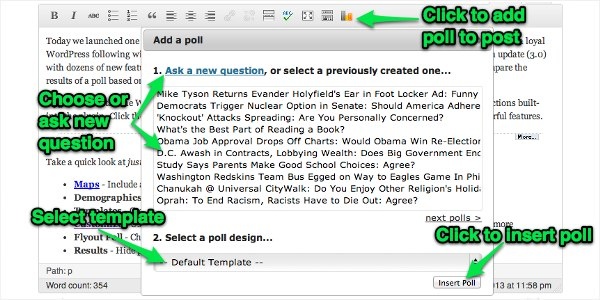 B I ABC
Click to add
poll to post
Today we launched one
loyal
Add a poll
WordPress following wi
(3.0)
with dozens of new featu
pare the
results of a poll based on
1. Ask a new question, or select a previously created one...
Choose or
ask new
question
Mike Tyson Returns Evander Holyfield's Ear in Foot Locker Ad: Funny
Democrats Trigger Nuclear Option in Senate: Should America Adhere
ctions built-
'Knockout' Attacks Spreading: Are You Personally Concerned?
erful features.
What's the Best Part of Reading a Book?
More...
Obama Job Approval Drops Off Charts: Would Obama Win Re-Election
D.C. Awash in Contracts, Lobbying Wealth: Does Big Government End
Take a quick look at jus
Study Says Parents Make Good School Choices: Agree?
Washington Redskins Team Bus Egged on Way to Eagles Game In Phi
Maps - Include a
Chanukah @ Universal CityWalk: Do You Enjoy Other Religion's Holida
Demographics
Oprah: To End Racism, Racists Have to Die Out: Agree?
Select template
next polls >
more
Flyout Poll - Ch
2. Select a poll design...
Click to insert poll
Results - Hide p
-- Default Template --
Path: p
Insert Poll
Word count: 354
2013 at 11:58 pm